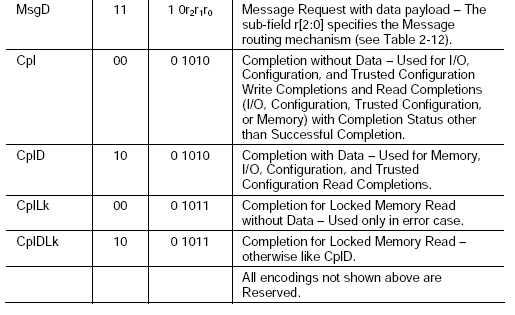 MsgD 11 1 0r2r1r0 Message Request with data payload – The
sub-field r[2:0] specifies the Message
routing mechanism (see Table 2-12).
Cpl 00 0 1010 Completion without Data – Used for I/O,
Configuration, and Trusted Configuration
Write Completions and Read Completions
(I/O, Configuration, Trusted Configuration,
or Memory) with Completion Status other
than Successful Completion.
CplD 10 0 1010 Completion with Data – Used for Memory,
I/O, Configuration, and Trusted
Configuration Read Completions.
CplLk 00 0 1011 Completion for Locked Memory Read
without Data – Used only in error case.
CplDLk 10 0 1011 Completion for Locked Memory Read –
otherwise like CplD.
All encodings not shown above are
Reserved.